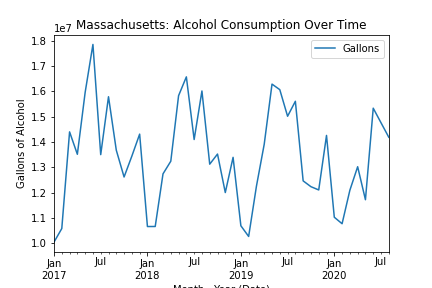 Massachusetts: Alcohol Consumption Over Time
1e7
Gallons
1.8
1.7
1.6
1.5
1.4
1.3
1.2
1.1
1.0
Gallons of Alcohol
Jan Jul Jan Jul Jan Jul Jan Jul
2017 2018 2019 2020
Month - Year (Date)